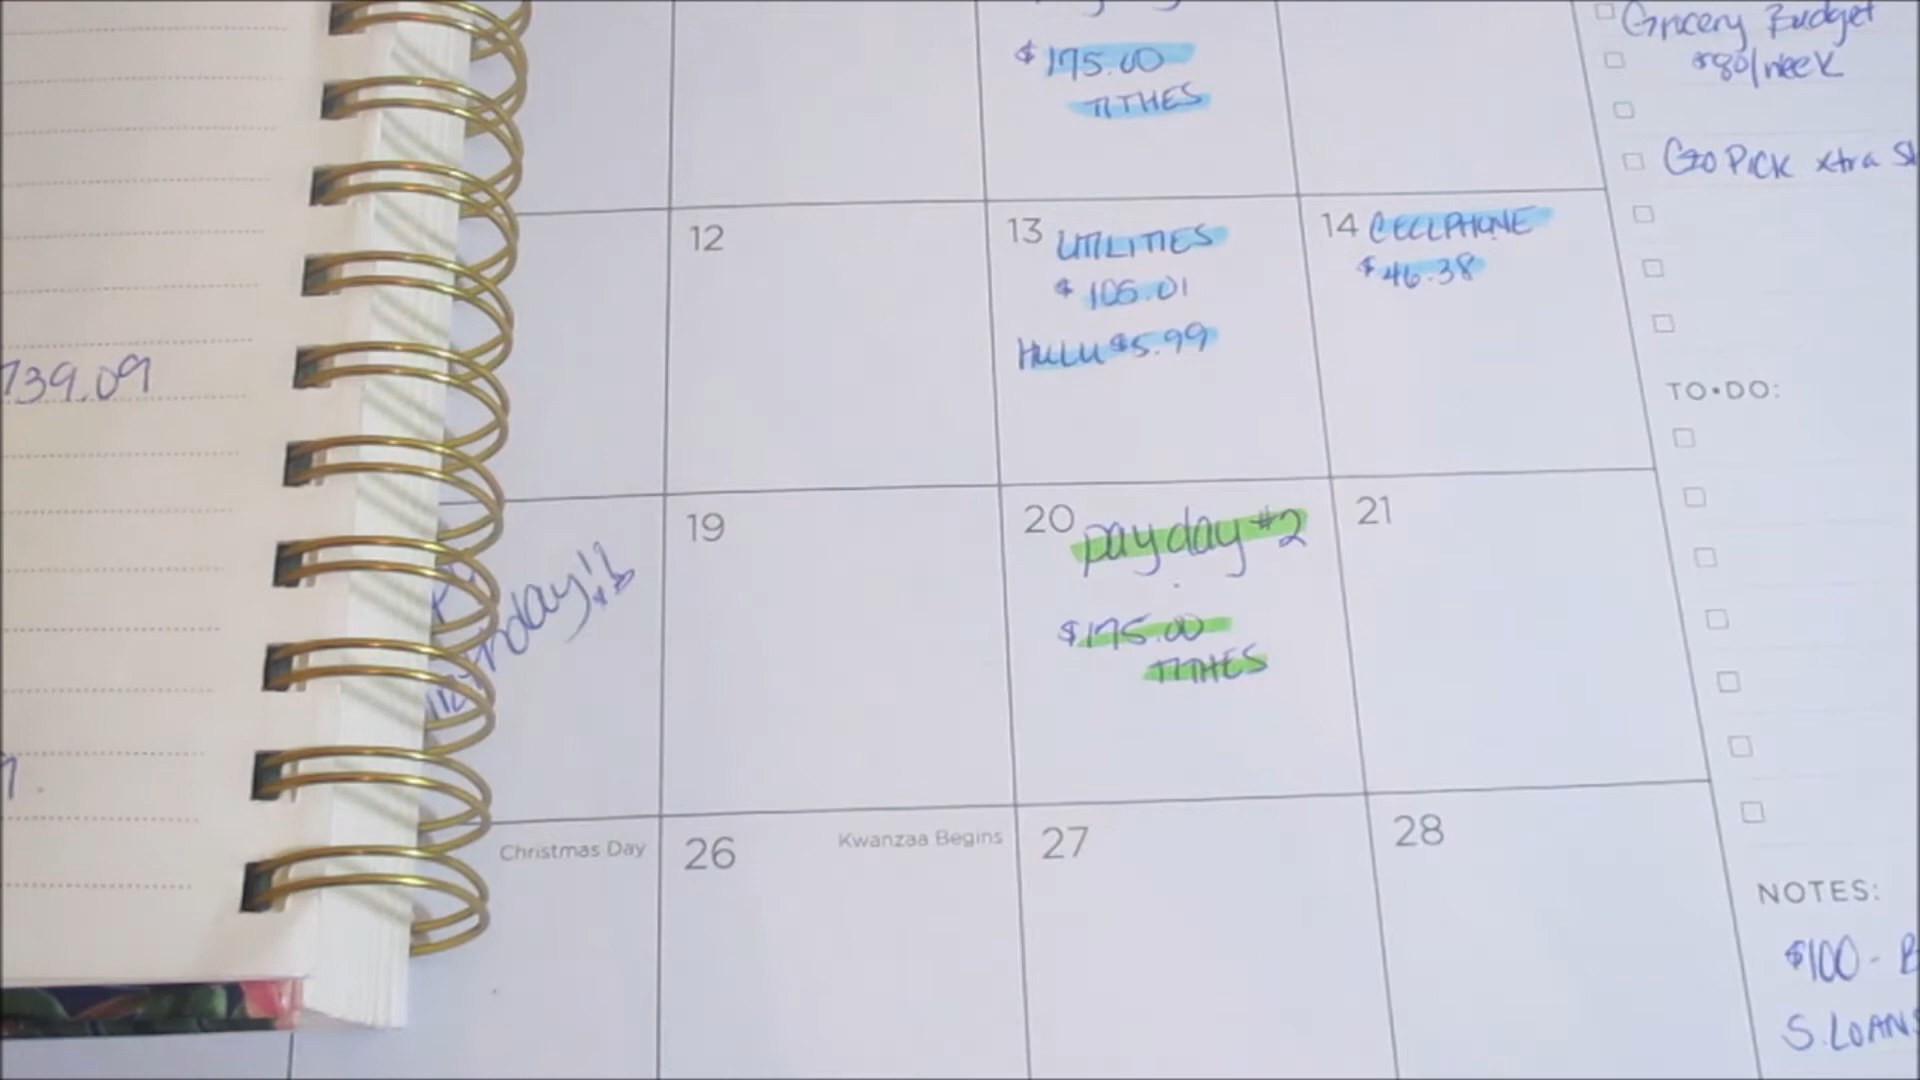 $175.00
TITHES
Grocery Budget
$80/week
Go Pick xtra
12
13 UTILITIES
$105.01
HULU $5.99
14 CELLPHONE
$46.38
739.09
TO•DO:
19
20 payday #2
$175.00
TITHES
21
Christmas Day
26 Kwanzaa Begins
27
28
NOTES:
$100 -
S.LOANS